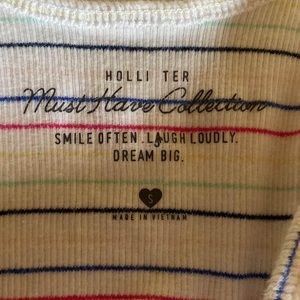 HOLLI TER
Must Have Collection
SMILE OFTEN. LAUGH LOUDLY.
DREAM BIG.
S
MADE IN VIETNAM